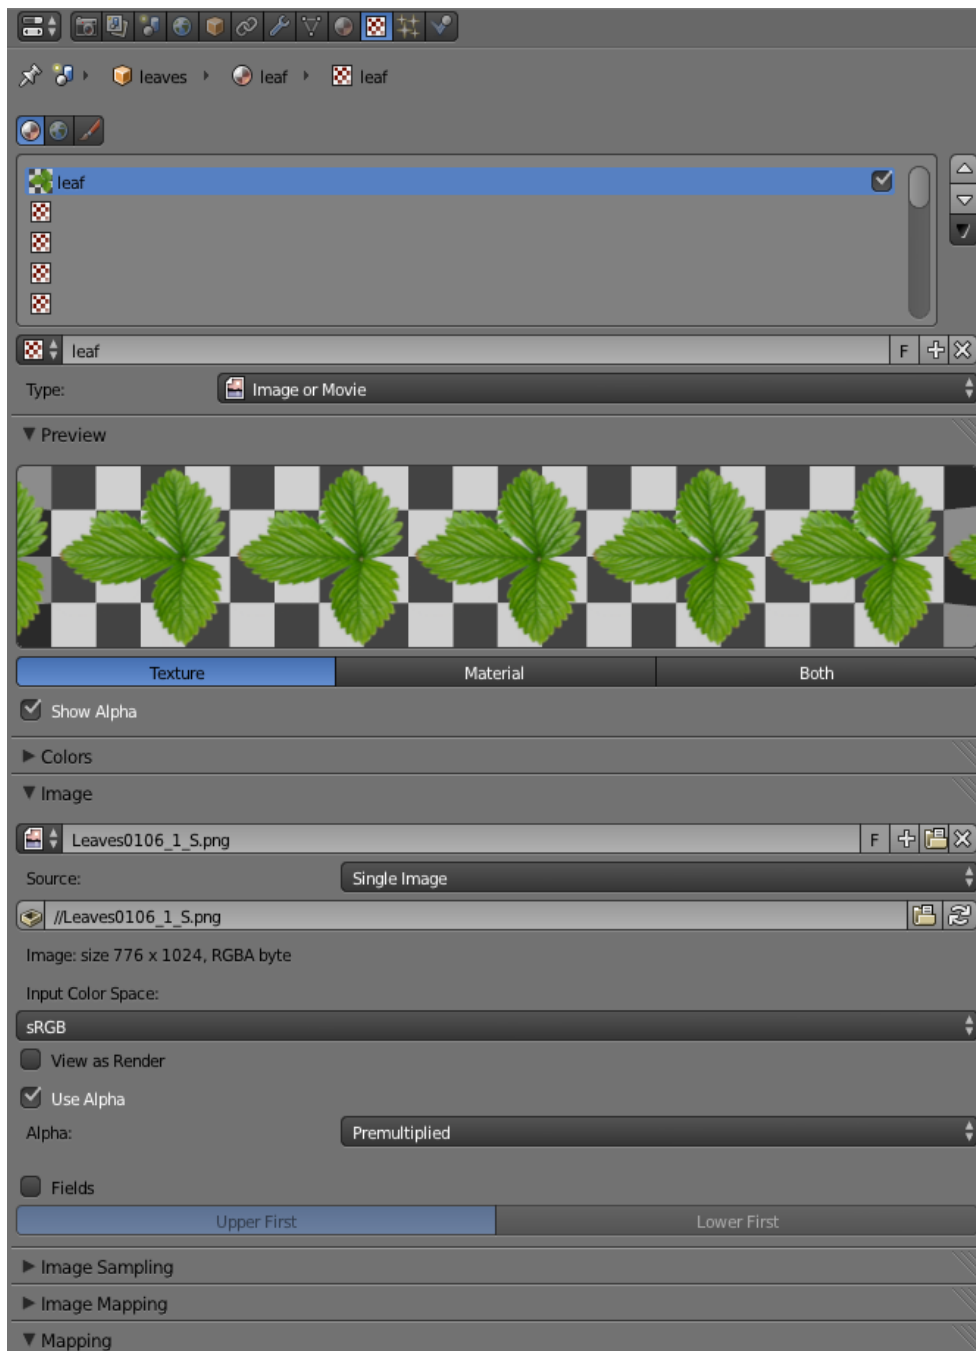 leaves leaf leaf
leaf
leaf F
Type: Image or Movie
Preview
Texture Material Both
Show Alpha
Colors
Image
Leaves0106_1_S.png F
Source: Single Image
//Leaves0106_1_S.png
Image: size 776 x 1024, RGBA byte
Input Color Space:
sRGB
View as Render
Use Alpha
Alpha: Premultiplied
Fields
Upper First Lower First
Image Sampling
Image Mapping
Mapping